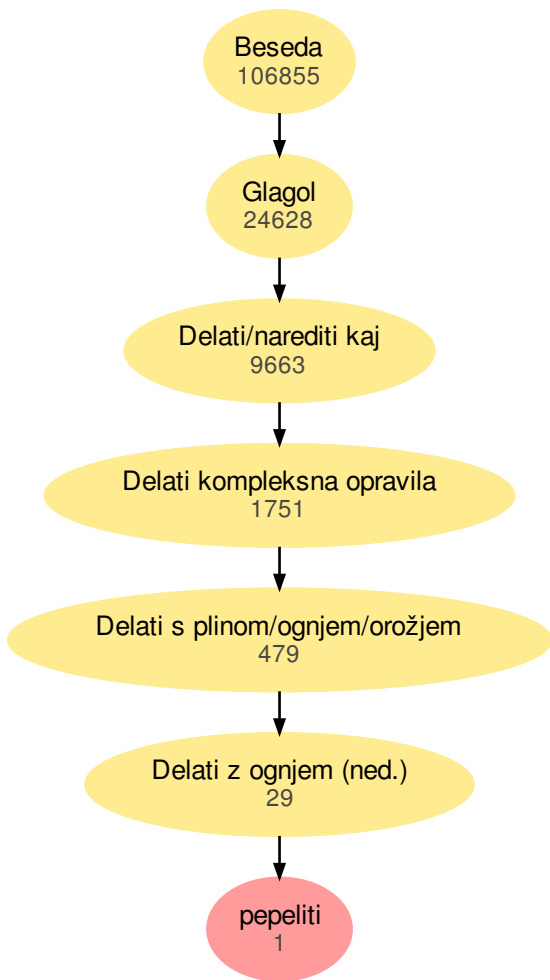 Beseda
106855
Glagol
24628
Delati/narediti kaj
9663
Delati kompleksna opravila
1751
Delati s plinom/ognjem/orožjem
479
Delati z ognjem (ned.)
29
pepeliti
1